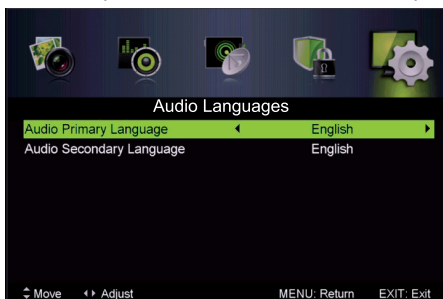 Audio Languages
Audio Primary Language English
Audio Secondary Language English
Move Adjust MENU: Return EXIT: Exit